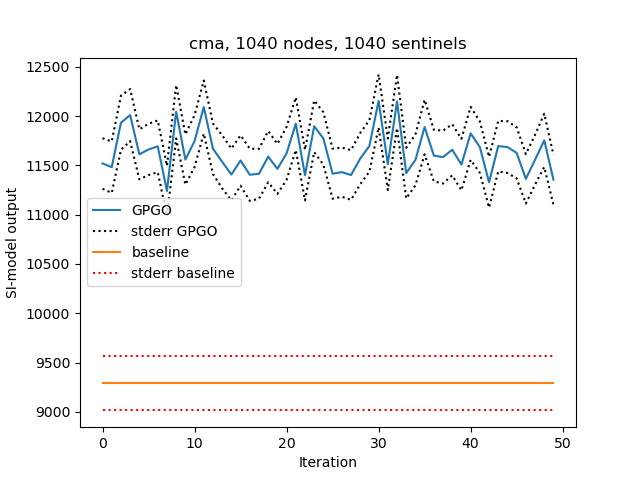 cma, 1040 nodes, 1040 sentinels
SI-model output
12500
12000
11500
11000
10500
10000
9500
9000
GPGO
stderr GPGO
baseline
stderr baseline
0
10
20
30
40
50
Iteration